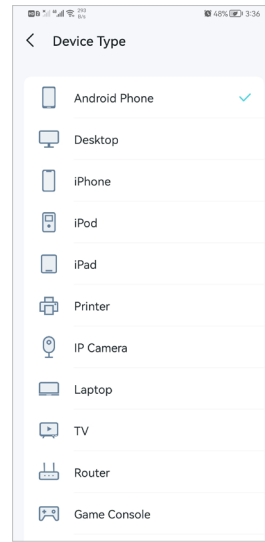 293
B/s
48% 3:36
Device Type
Android Phone
Desktop
iPhone
iPod
iPad
Printer
IP Camera
Laptop
TV
Router
Game Console